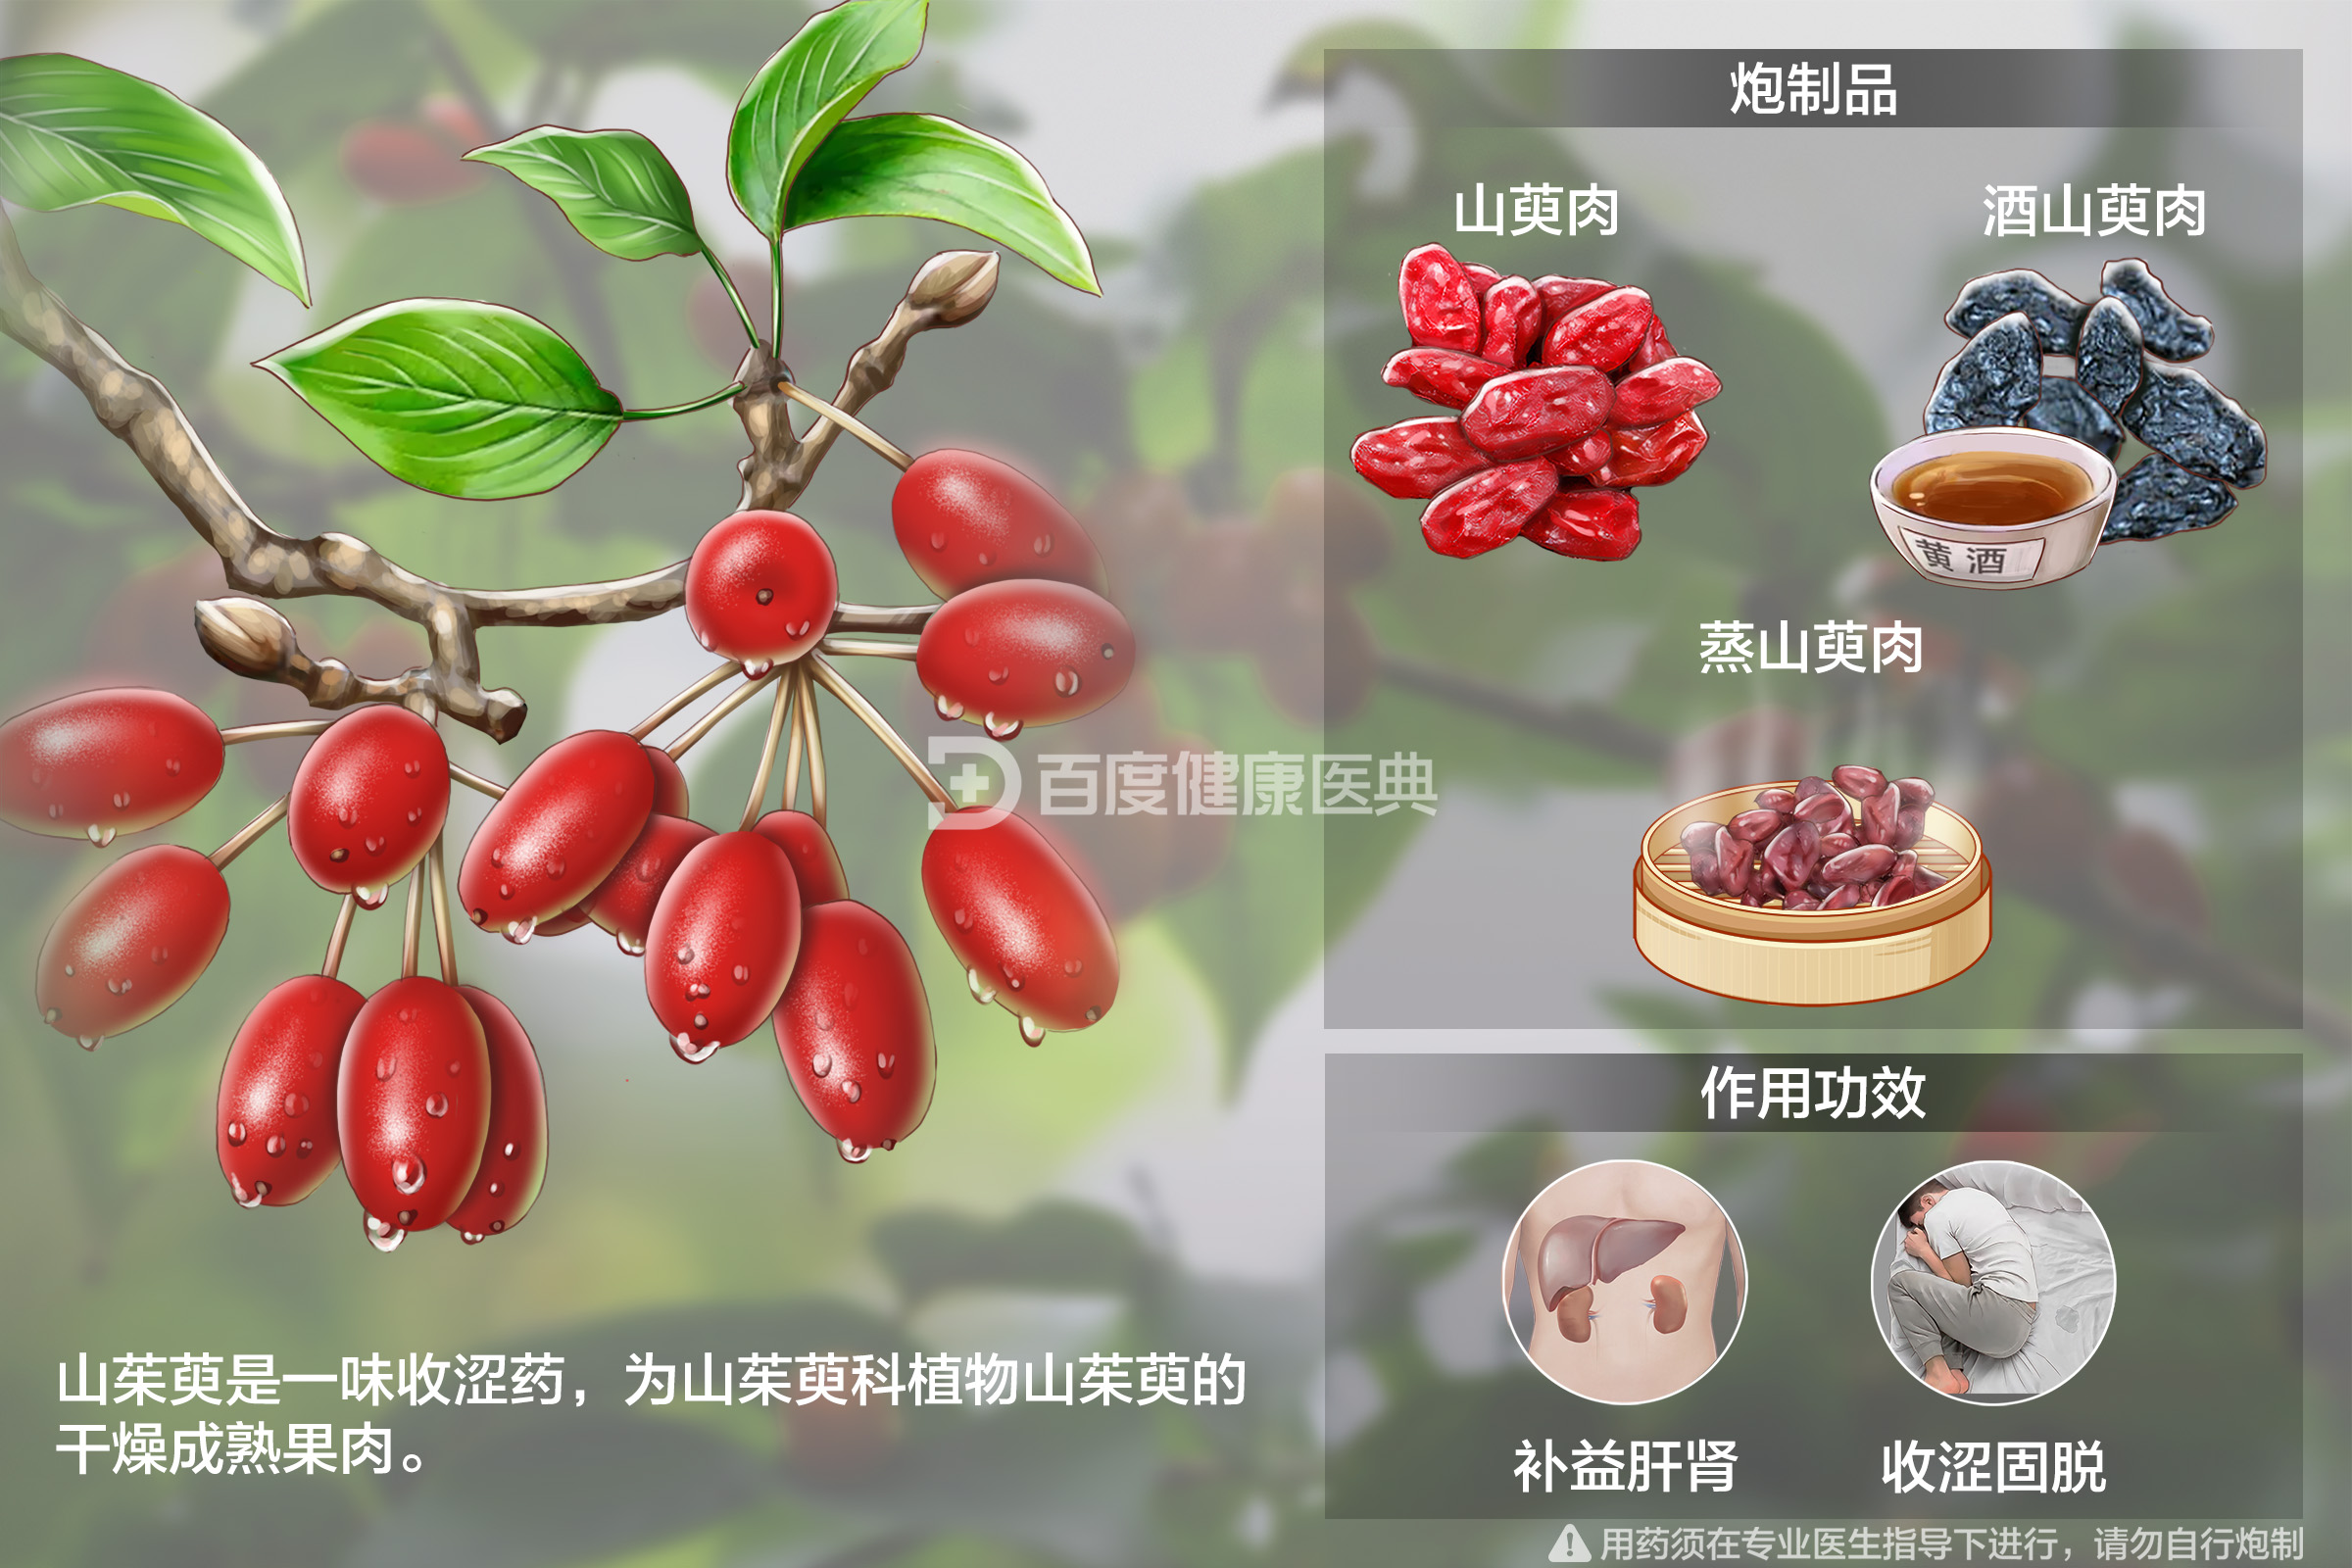 炮制品
山萸肉
酒山萸肉
黄酒
蒸山萸肉
百度健康医典
作用功效
补益肝肾
收涩固脱
山茱萸是一味收涩药，为山茱萸科植物山茱萸的
干燥成熟果肉。
用药须在专业医生指导下进行，请勿自行炮制